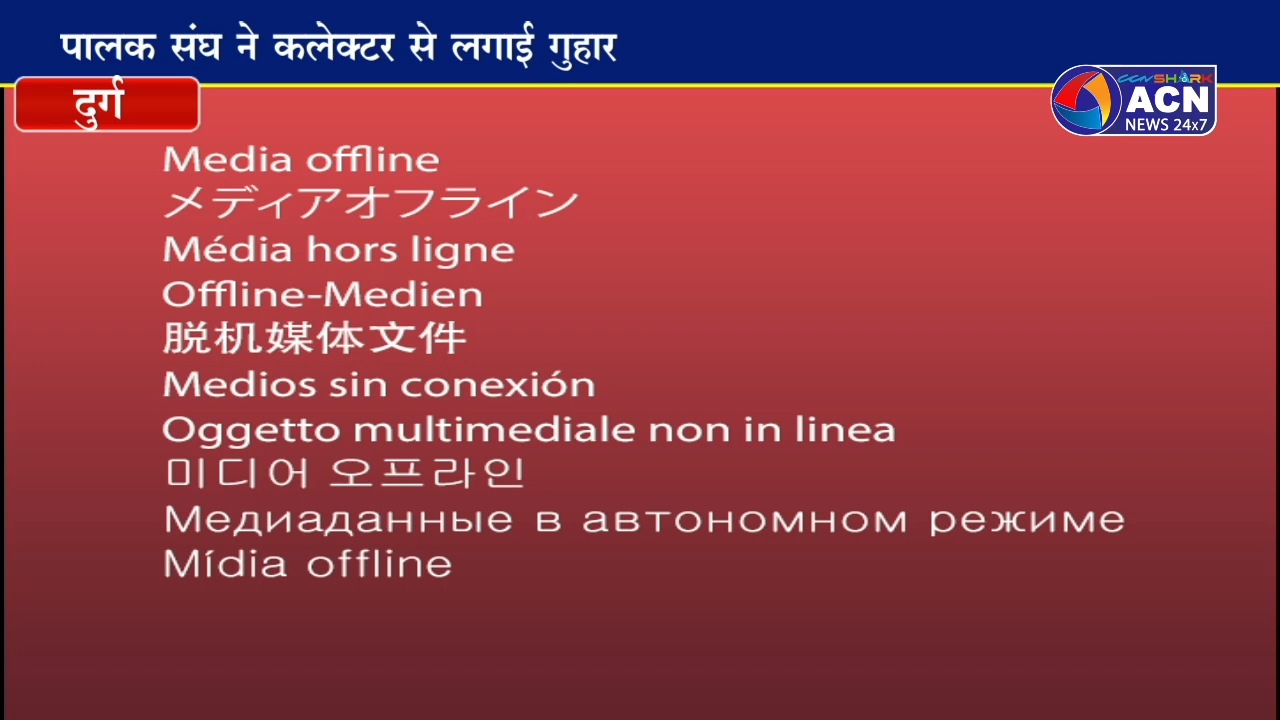 पालक संघ ने कलेक्टर से लगाई गुहार
दुर्ग
CCN SHARK
ACN
NEWS 24x7
Media offline
メディアオフライン
Média hors ligne
Offline-Medien
脱机媒体文件
Medios sin conexión
Oggetto multimediale non in linea
미디어 오프라인
Медиаданные в автономном режиме
Mídia offline